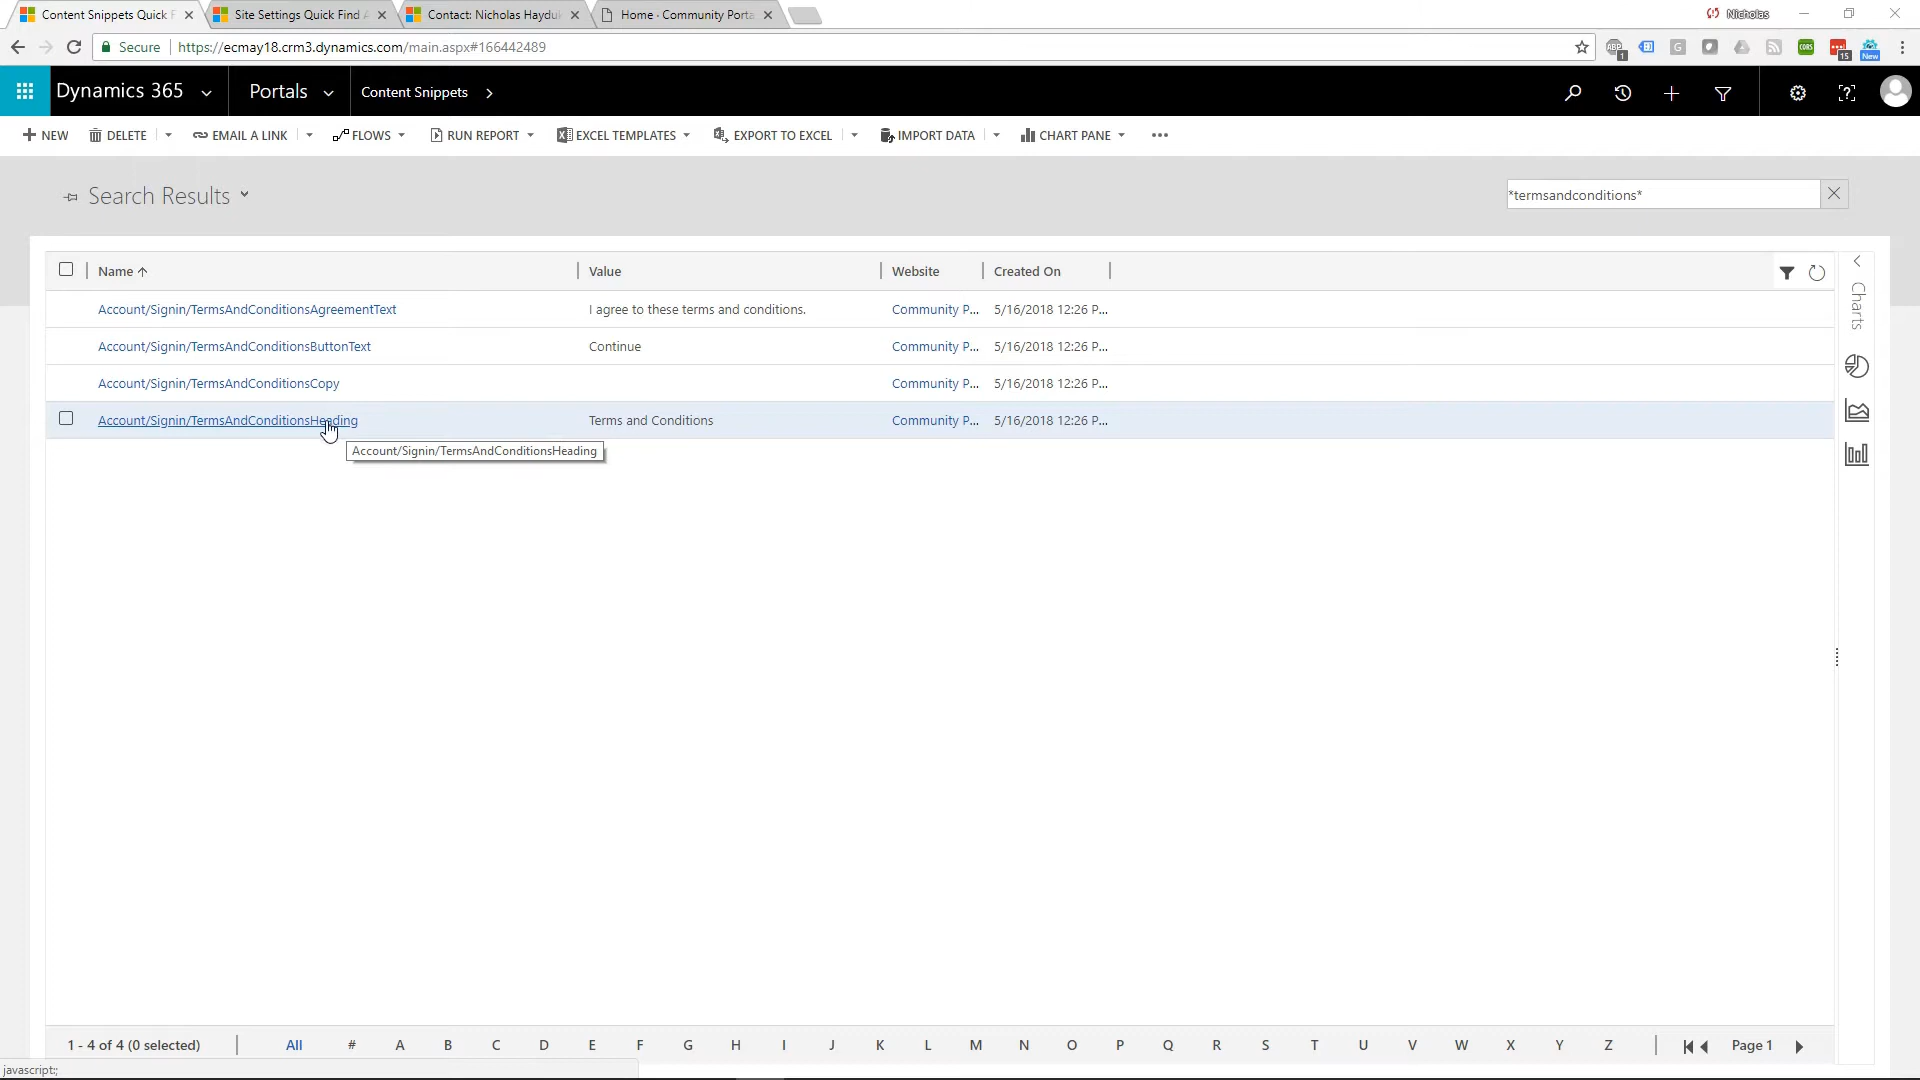 Content Snippets Quick F
Site Settings Quick Find A
Contact: Nicholas Hayduk
Home · Community Porta
Nicholas
Secure
https://ecmay18.crm3.dynamics.com/main.aspx#166442489
ABP
1
G
CORS
15
New
Dynamics 365
Portals
Content Snippets
NEW
DELETE
EMAIL A LINK
FLOWS
RUN REPORT
EXCEL TEMPLATES
EXPORT TO EXCEL
IMPORT DATA
CHART PANE
Search Results
*termsandconditions*
Name
Value
Website
Created On
Charts
Account/Signin/TermsAndConditionsAgreementText
I agree to these terms and conditions.
Community P...
5/16/2018 12:26 P...
Account/Signin/TermsAndConditionsButtonText
Continue
Community P...
5/16/2018 12:26 P...
Account/Signin/TermsAndConditionsCopy
Community P...
5/16/2018 12:26 P...
Account/Signin/TermsAndConditionsHeading
Terms and Conditions
Community P...
5/16/2018 12:26 P...
Account/Signin/TermsAndConditionsHeading
1 - 4 of 4 (0 selected)
All # A B C D E F G H I J K L M N O P Q R S T U V W X Y Z
Page 1
javascript:;